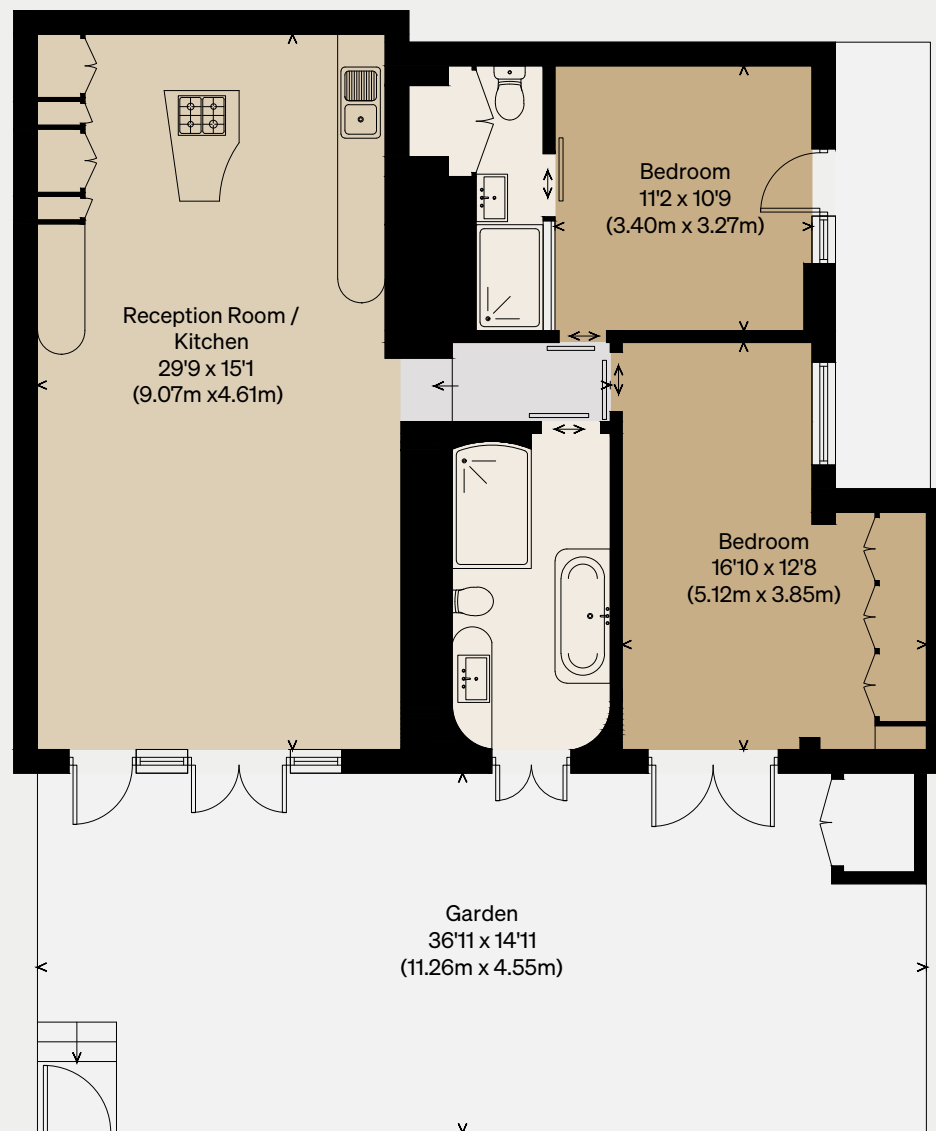 Bedroom
11'2 x 10'9
(3.40m x 3.27m)
Reception Room /
Kitchen
29'9 x 15'1
(9.07m x4.61m)
Bedroom
16'10 x 12'8
(5.12m x 3.85m)
Garden
36'11 x 14'11
(11.26m x 4.55m)